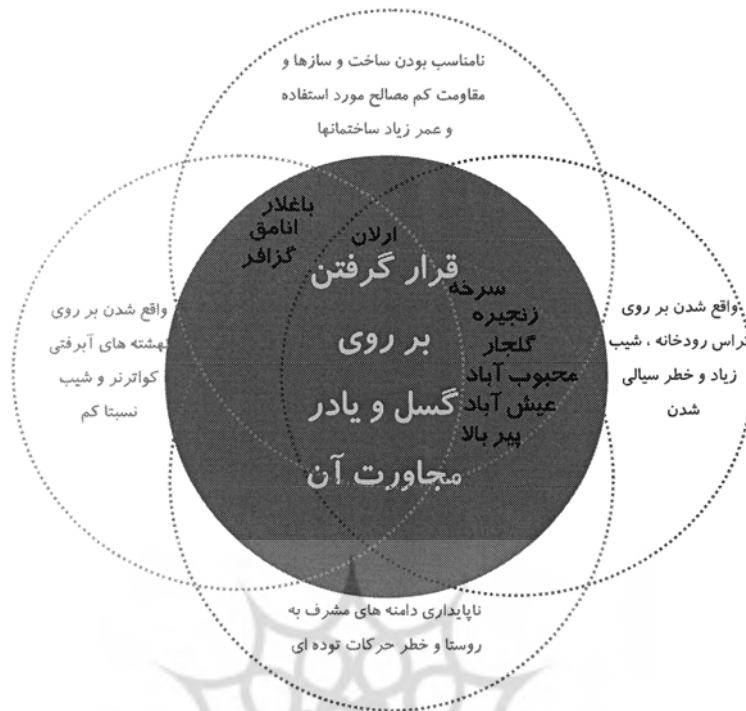 نامناسب بودن ساخت و سازها و
مقاومت کم مصالح مورد استفاده
و عمر زیاد ساختمانها
باغلار
انامق
گزافر
ارلان
قرار گرفتن
بر روی
گسل و یادر
مجاورت آن
سرخه
زنجیره
گلجار
محبوب آباد
عیش آباد
پیر بالا
واقع شدن بر روی
تراس رودخانه ، شیب
زیاد و خطر سیالی
شدن
واقع شدن بر روی
نهشته های آبرفتی
کواترنر و شیب
نسبتا کم
ناپایداری دامنه های مشرف به
روستا و خطر حرکات توده ای